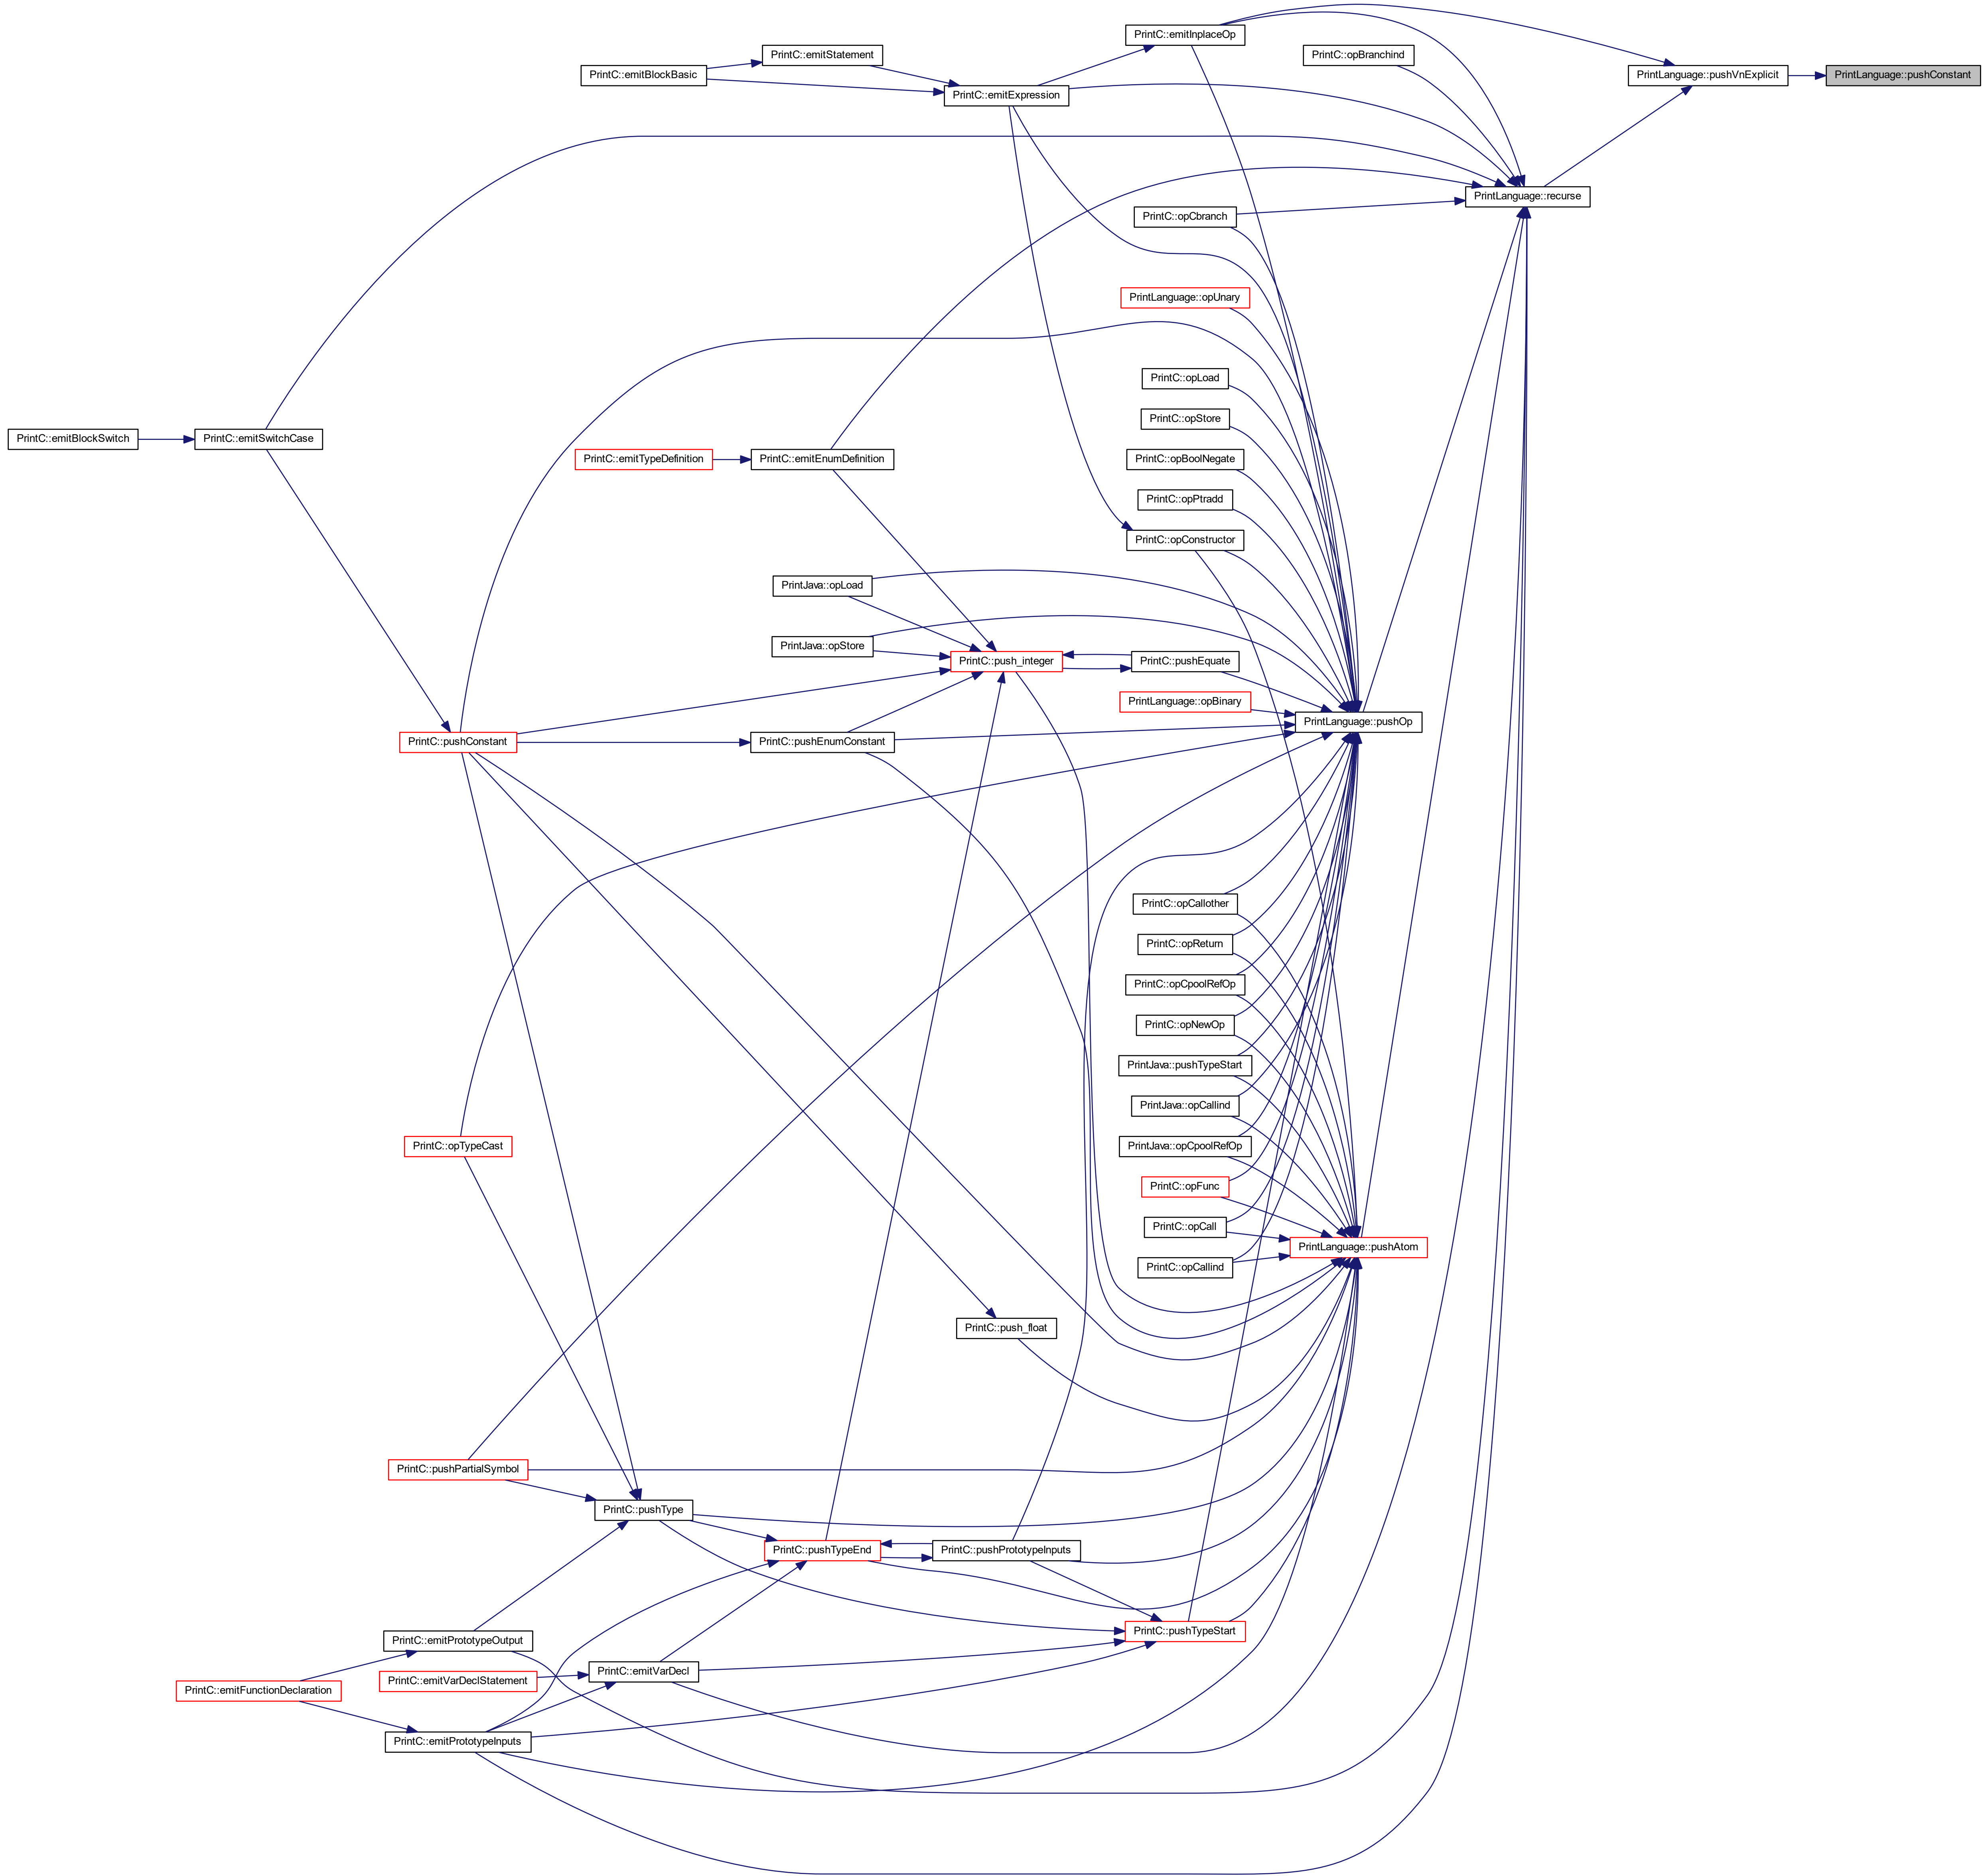 PrintC::emitInplaceOp
PrintC::emitStatement
PrintC::opBranchind
PrintC::emitBlockBasic
PrintLanguage::pushVnExplicit
PrintLanguage::pushConstant
PrintC::emitExpression
PrintLanguage::recurse
PrintC::opCbranch
PrintLanguage::opUnary
PrintC::opLoad
PrintC::opStore
PrintC::emitBlockSwitch
PrintC::emitSwitchCase
PrintC::emitTypeDefinition
PrintC::emitEnumDefinition
PrintC::opBoolNegate
PrintC::opPtradd
PrintC::opConstructor
PrintJava::opLoad
PrintJava::opStore
PrintC::push_integer
PrintC::pushEquate
PrintLanguage::opBinary
PrintLanguage::pushOp
PrintC::pushConstant
PrintC::pushEnumConstant
PrintC::opCallother
PrintC::opReturn
PrintC::opCpoolRefOp
PrintC::opNewOp
PrintJava::pushTypeStart
PrintJava::opCallind
PrintC::opTypeCast
PrintJava::opCpoolRefOp
PrintC::opFunc
PrintC::opCall
PrintLanguage::pushAtom
PrintC::opCallind
PrintC::push_float
PrintC::pushPartialSymbol
PrintC::pushType
PrintC::pushTypeEnd
PrintC::pushPrototypeInputs
PrintC::pushTypeStart
PrintC::emitPrototypeOutput
PrintC::emitVarDecl
PrintC::emitVarDeclStatement
PrintC::emitFunctionDeclaration
PrintC::emitPrototypeInputs